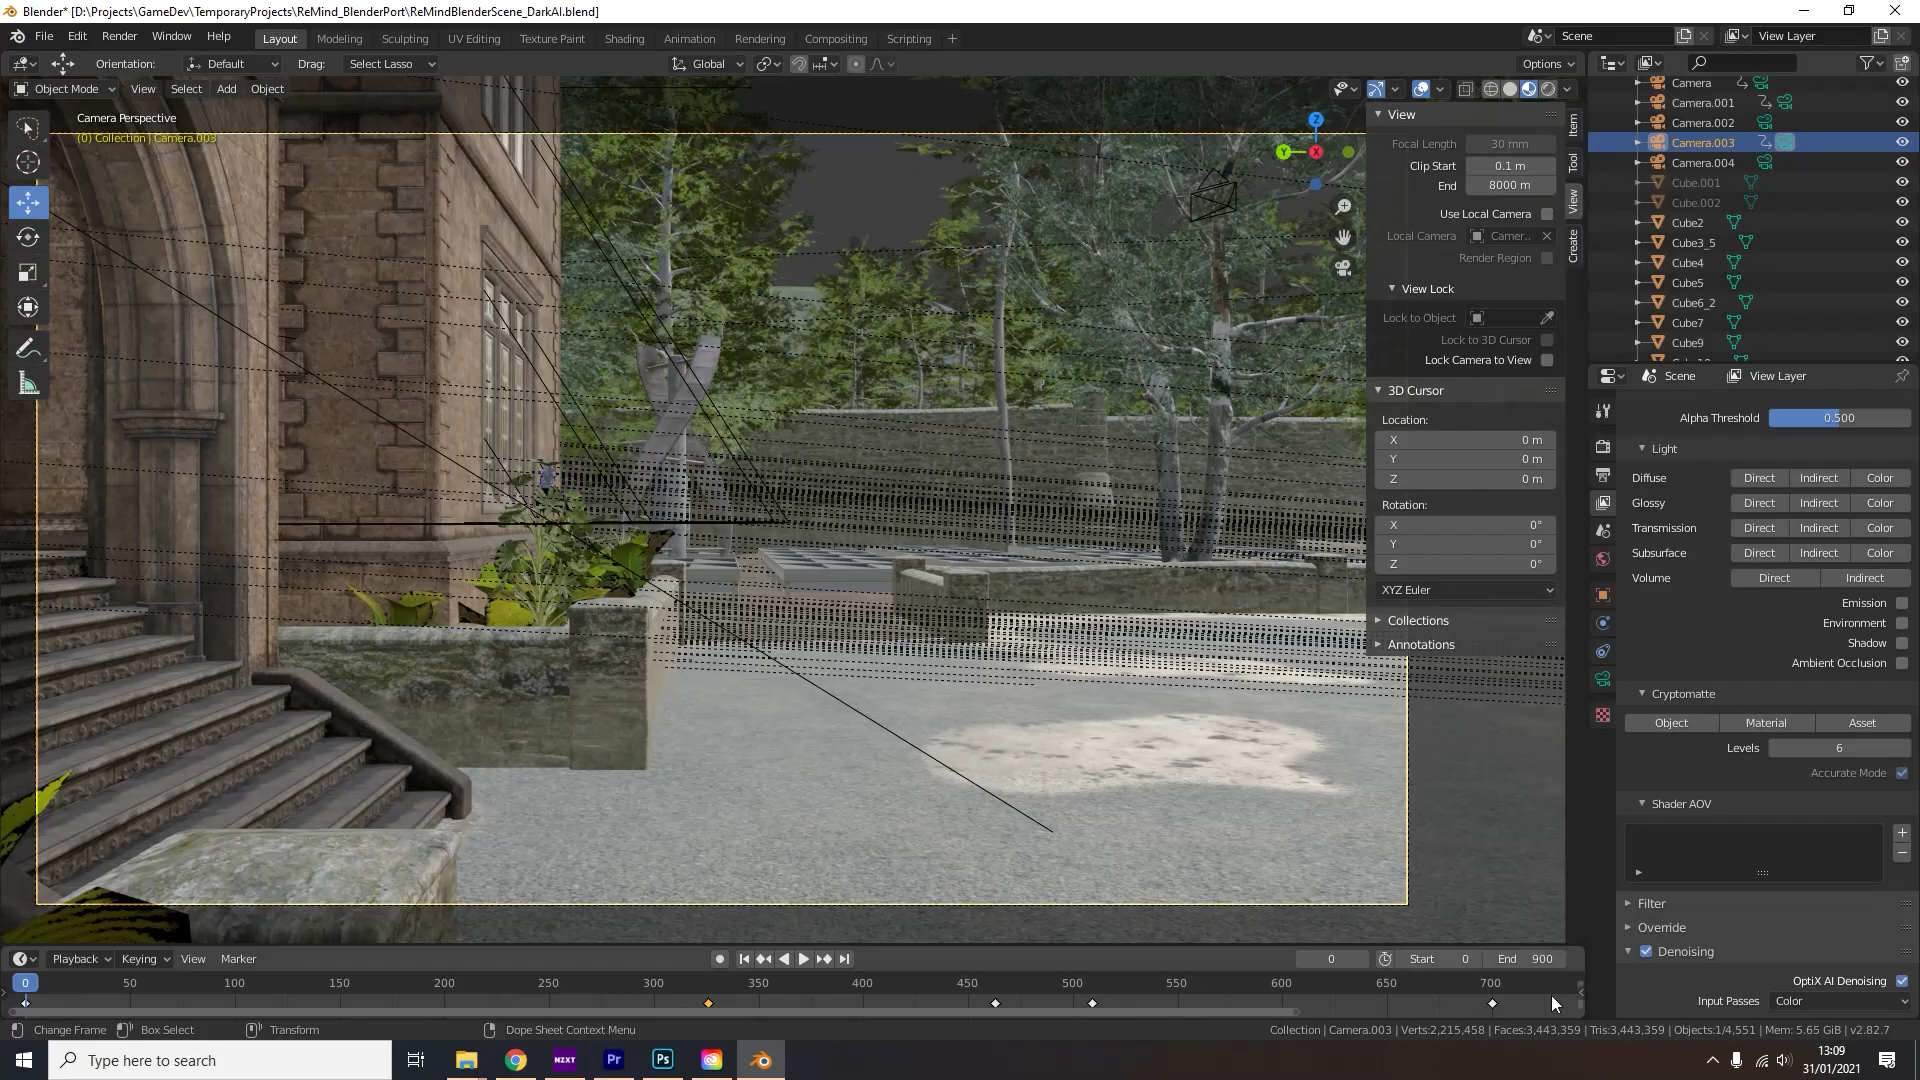 Blender* [D:\Projects\GameDev\TemporaryProjects\ReMind_BlenderPort\ReMindBlenderScene_DarkAI.blend]
File Edit Render Window Help Layout Modeling Sculpting UV Editing Texture Paint Shading Animation Rendering Compositing Scripting + Scene View Layer
Orientation: Default Drag: Select Lasso Global Options
Object Mode View Select Add Object
Camera Perspective
(0) Collection | Camera.003
Z
Y
X
View
Focal Length 30 mm
Clip Start 0.1 m
End 8000 m
Use Local Camera
Local Camera Camer..
Render Region
View Lock
Lock to Object
Lock to 3D Cursor
Lock Camera to View
3D Cursor
Location:
X 0 m
Y 0 m
Z 0 m
Rotation:
X 0°
Y 0°
Z 0°
XYZ Euler
Collections
Annotations
Item
Tool
View
Create
Camera
Camera.001
Camera.002
Camera.003
Camera.004
Cube.001
Cube.002
Cube2
Cube3_5
Cube4
Cube5
Cube6_2
Cube7
Cube9
Scene View Layer
Alpha Threshold 0.500
Light
Diffuse Direct Indirect Color
Glossy Direct Indirect Color
Transmission Direct Indirect Color
Subsurface Direct Indirect Color
Volume Direct Indirect
Emission
Environment
Shadow
Ambient Occlusion
Cryptomatte
Object Material Asset
Levels 6
Accurate Mode
Shader AOV
Filter
Override
Denoising
OptiX AI Denoising
Input Passes Color
Playback Keying View Marker 0 Start 0 End 900
0 50 100 150 200 250 300 350 400 450 500 550 600 650 700
Change Frame Box Select Transform Dope Sheet Context Menu Collection | Camera.003 | Verts:2,215,458 | Faces:3,443,359 | Tris:3,443,359 | Objects:1/4,551 | Mem: 5.65 GiB | v2.82.7
Type here to search NZXT Pr Ps 13:09
31/01/2021